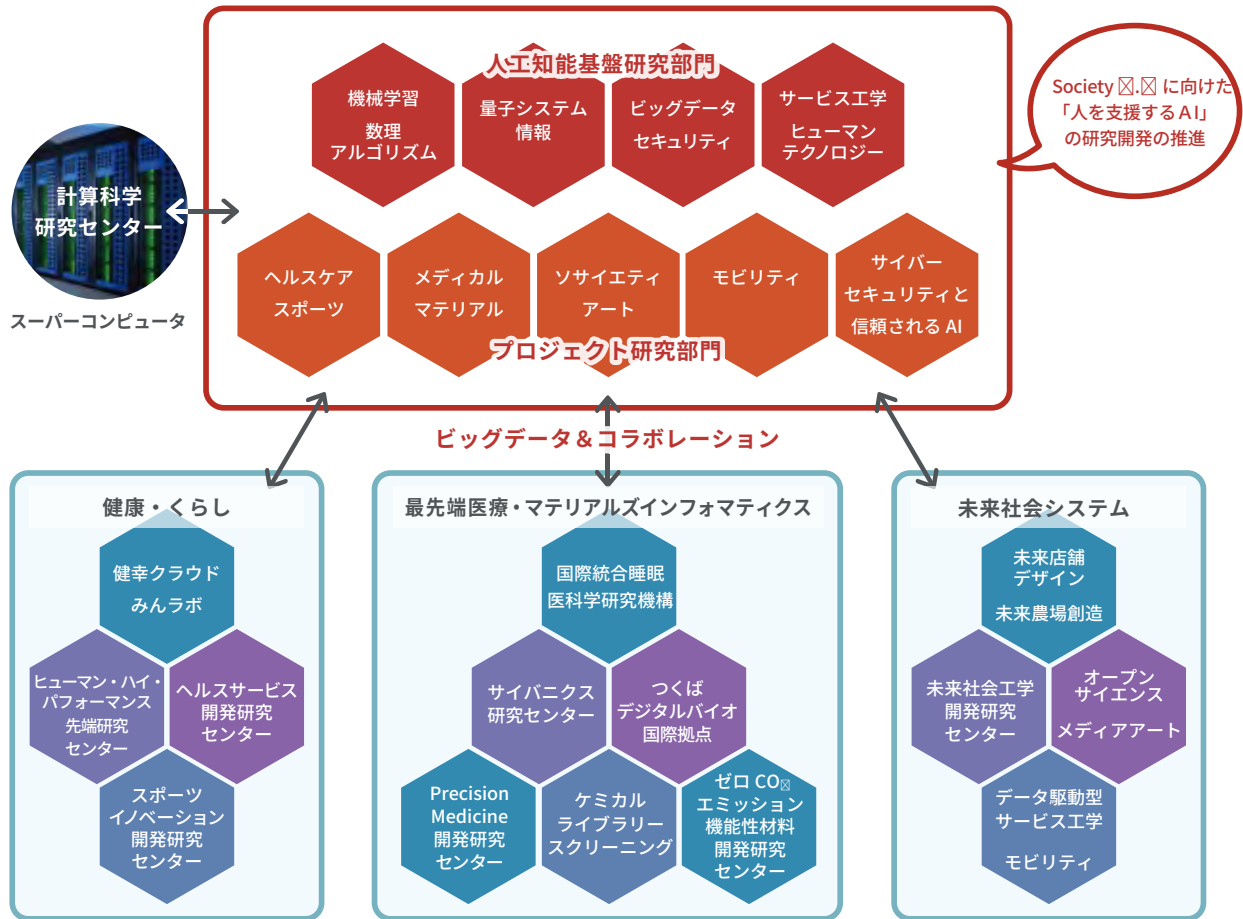 人工知能基盤研究部門
機械学習
数理
アルゴリズム
量子システム
情報
ビッグデータ
セキュリティ
サービス工学
ヒューマン
テクノロジー
Society ☒.☒ に向けた
「人を支援するAI」
の研究開発の推進
計算科学
研究センター
スーパーコンピュータ
ヘルスケア
スポーツ
メディカル
マテリアル
ソサイエティ
アート
モビリティ
サイバー
セキュリティと
信頼される AI
プロジェクト研究部門
ビッグデータ＆コラボレーション
健康・くらし
健幸クラウド
みんラボ
ヒューマン・ハイ・
パフォーマンス
先端研究
センター
ヘルスサービス
開発研究
センター
スポーツ
イノベーション
開発研究
センター
最先端医療・マテリアルズインフォマティクス
国際統合睡眠
医科学研究機構
サイバニクス
研究センター
つくば
デジタルバイオ
国際拠点
Precision
Medicine
開発研究
センター
ケミカル
ライブラリー
スクリーニング
ゼロ CO☒
エミッション
機能性材料
開発研究
センター
未来社会システム
未来店舗
デザイン
未来農場創造
未来社会工学
開発研究
センター
オープン
サイエンス
メディアアート
データ駆動型
サービス工学
モビリティ